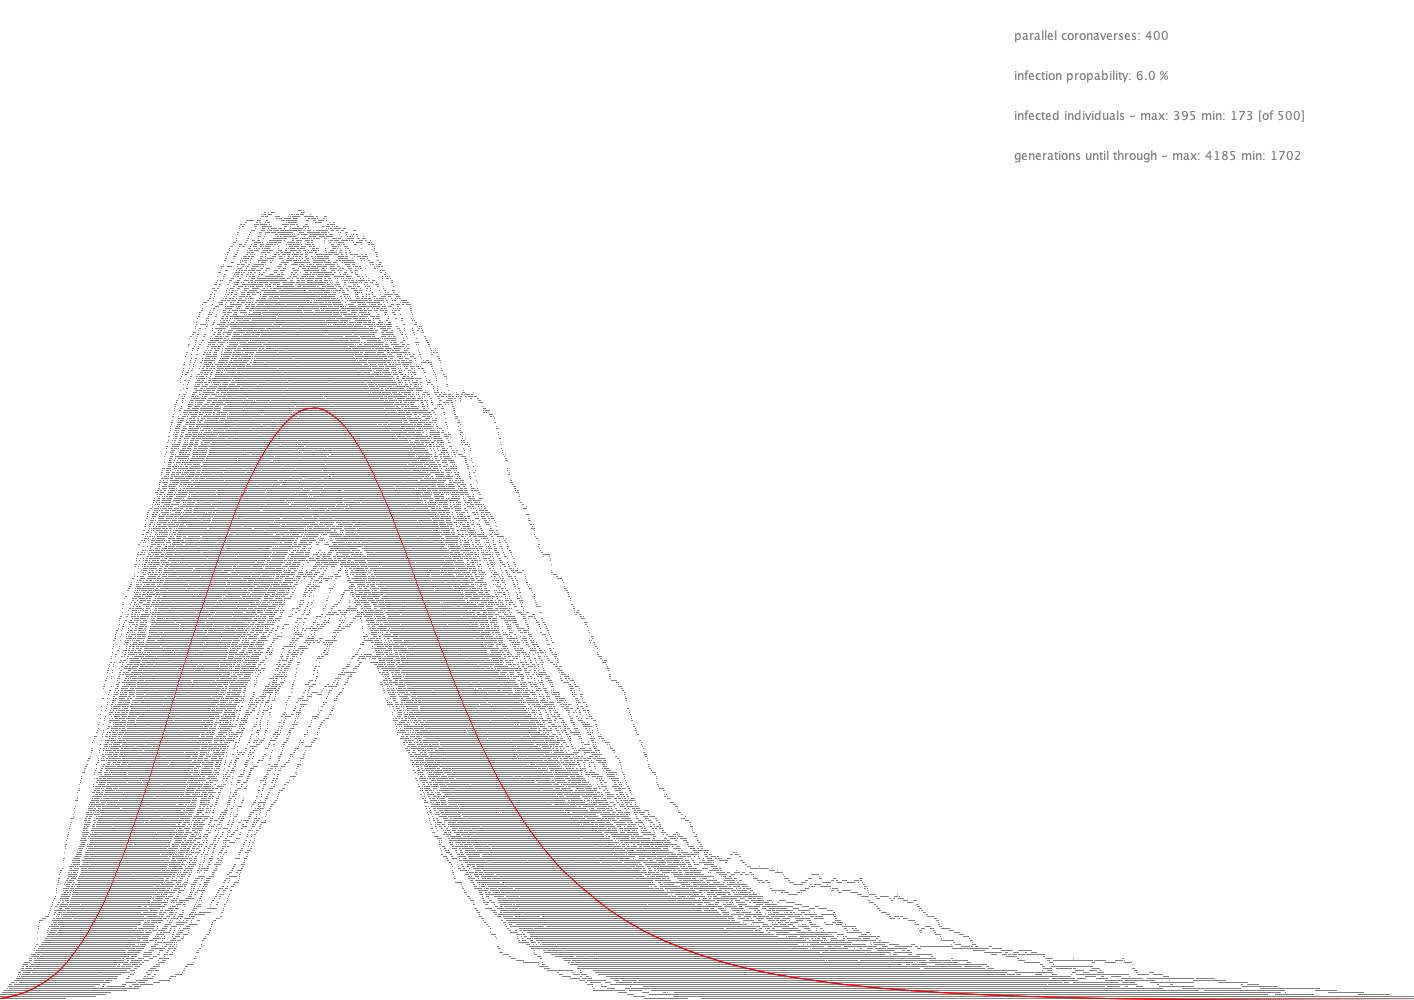 parallel coronaverses: 400
infection propability: 6.0 %
infected individuals – max: 395 min: 173 [of 500]
generations until through – max: 4185 min: 1702